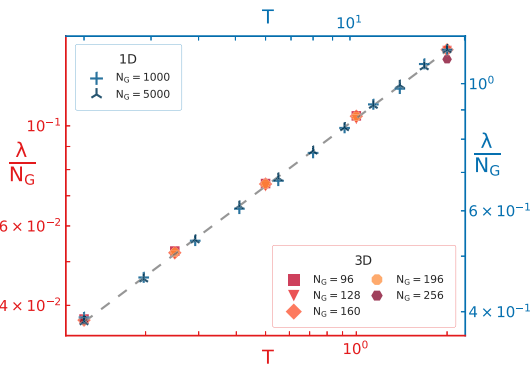 T
10¹
1D
N_G = 1000
N_G = 5000
10⁰
10⁻¹
λ
N_G
λ
N_G
6 × 10⁻²
6 × 10⁻¹
3D
N_G = 96
N_G = 196
N_G = 128
N_G = 256
N_G = 160
4 × 10⁻²
4 × 10⁻¹
T
10⁰